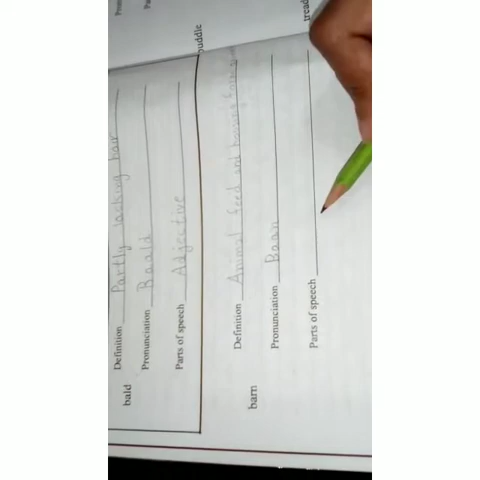 bald
Definition Partly lacking hair
Pronunciation Baald
Parts of speech Adjective
barn
Definition Animal feed and housing
Pronunciation Baan
Parts of speech
puddle
tread